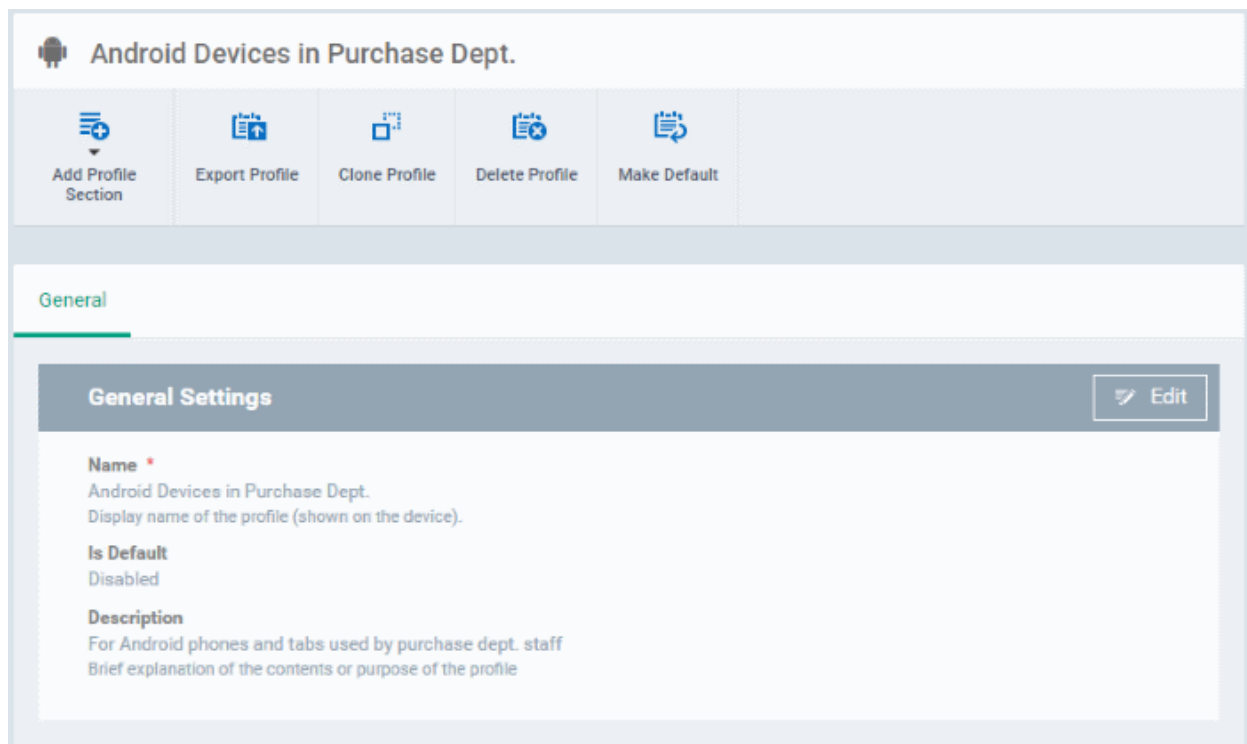 Android Devices in Purchase Dept.
Add Profile
Section
Export Profile
Clone Profile
Delete Profile
Make Default
General
General Settings
Edit
Name *
Android Devices in Purchase Dept.
Display name of the profile (shown on the device).
Is Default
Disabled
Description
For Android phones and tabs used by purchase dept. staff
Brief explanation of the contents or purpose of the profile